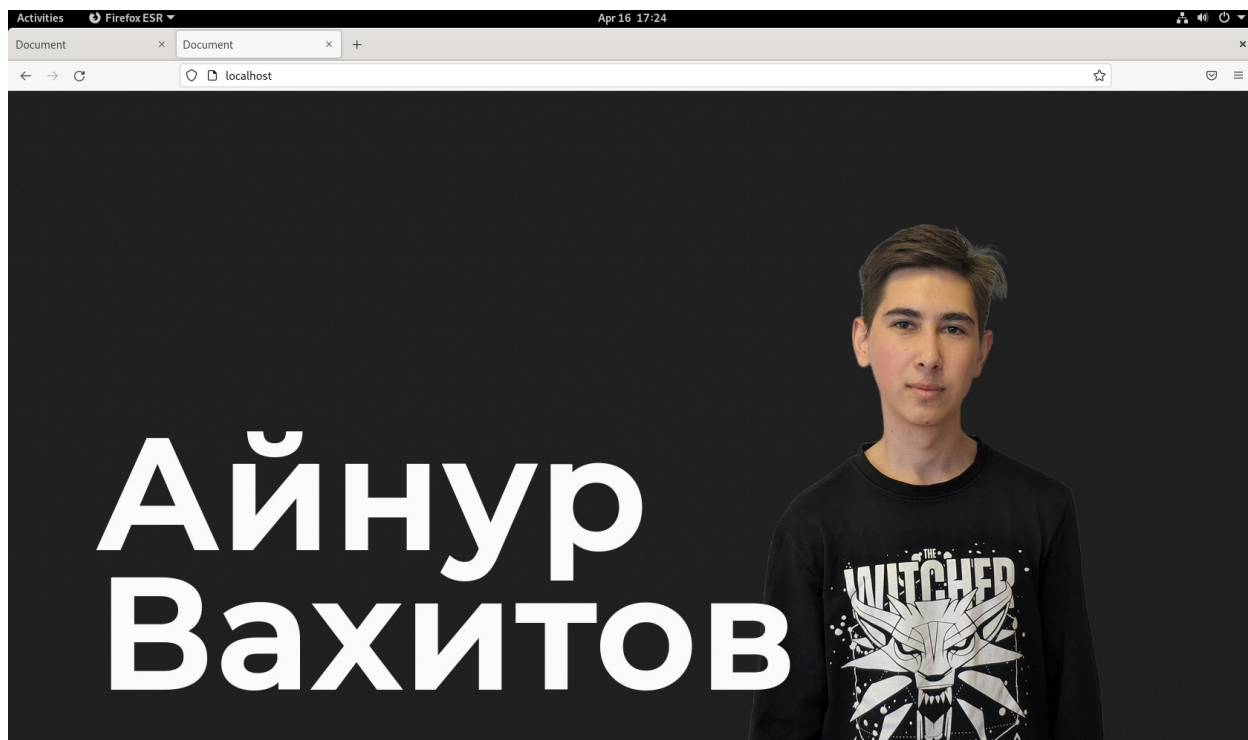 Activities Firefox ESR Apr 16 17:24
Document × Document × + ×
localhost
Айнур
Вахитов
THE
WITCHER